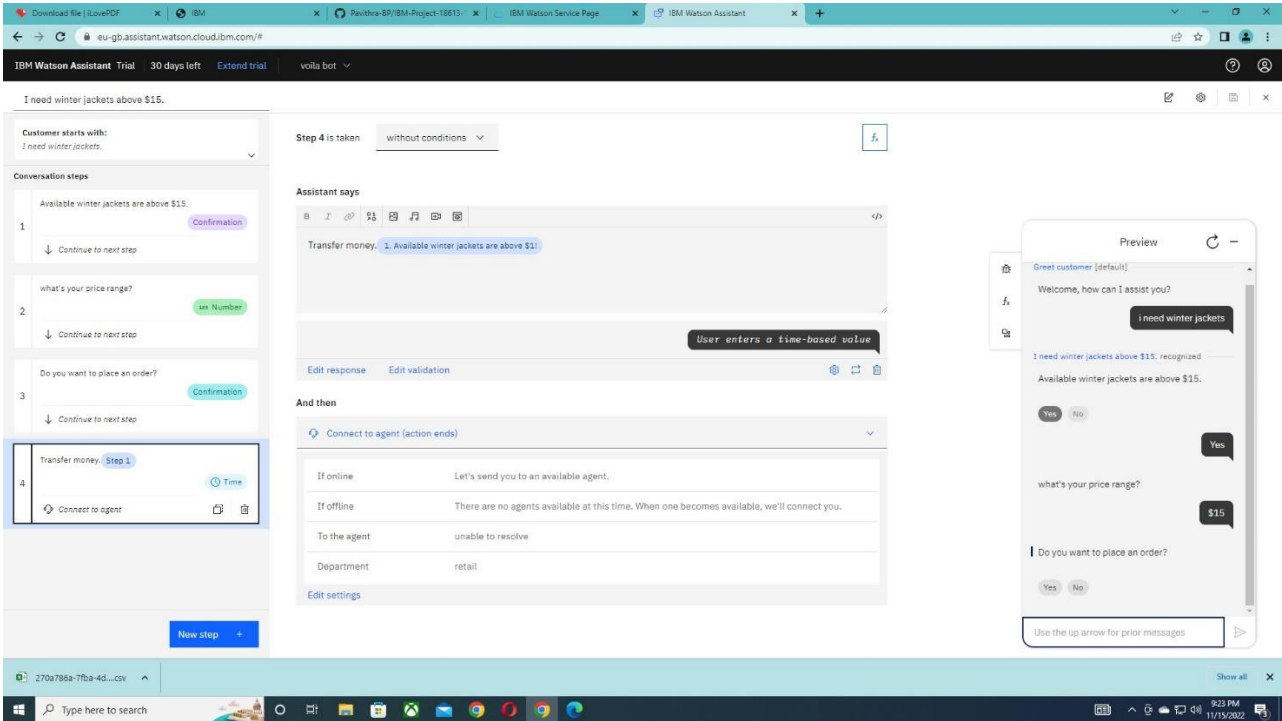 Download file | iLovePDF
IBM
Pavithra-BP/IBM-Project-18613-
IBM Watson Service Page
IBM Watson Assistant
eu-gb.assistant.watson.cloud.ibm.com/#
IBM Watson Assistant Trial 30 days left Extend trial voila bot
I need winter jackets above $15.
Customer starts with:
I need winter jackets.
Conversation steps
1
Available winter jackets are above $15.
Confirmation
Continue to next step
2
what's your price range?
Number
Continue to next step
3
Do you want to place an order?
Confirmation
Continue to next step
4
Transfer money. Step 1
Time
Connect to agent
New step +
Step 4 is taken without conditions
fx
Assistant says
B I </>
Transfer money. 1. Available winter jackets are above $1!
User enters a time-based value
Edit response Edit validation
And then
Connect to agent (action ends)
If online Let's send you to an available agent.
If offline There are no agents available at this time. When one becomes available, we'll connect you.
To the agent unable to resolve
Department retail
Edit settings
fx
Preview
Greet customer [default]
Welcome, how can I assist you?
i need winter jackets
I need winter jackets above $15. recognized
Available winter jackets are above $15.
Yes No
Yes
what's your price range?
$15
Do you want to place an order?
Yes No
Use the up arrow for prior messages
270a786a-7fba-4d....csv
Show all
Type here to search
9:23 PM
11/15/2022